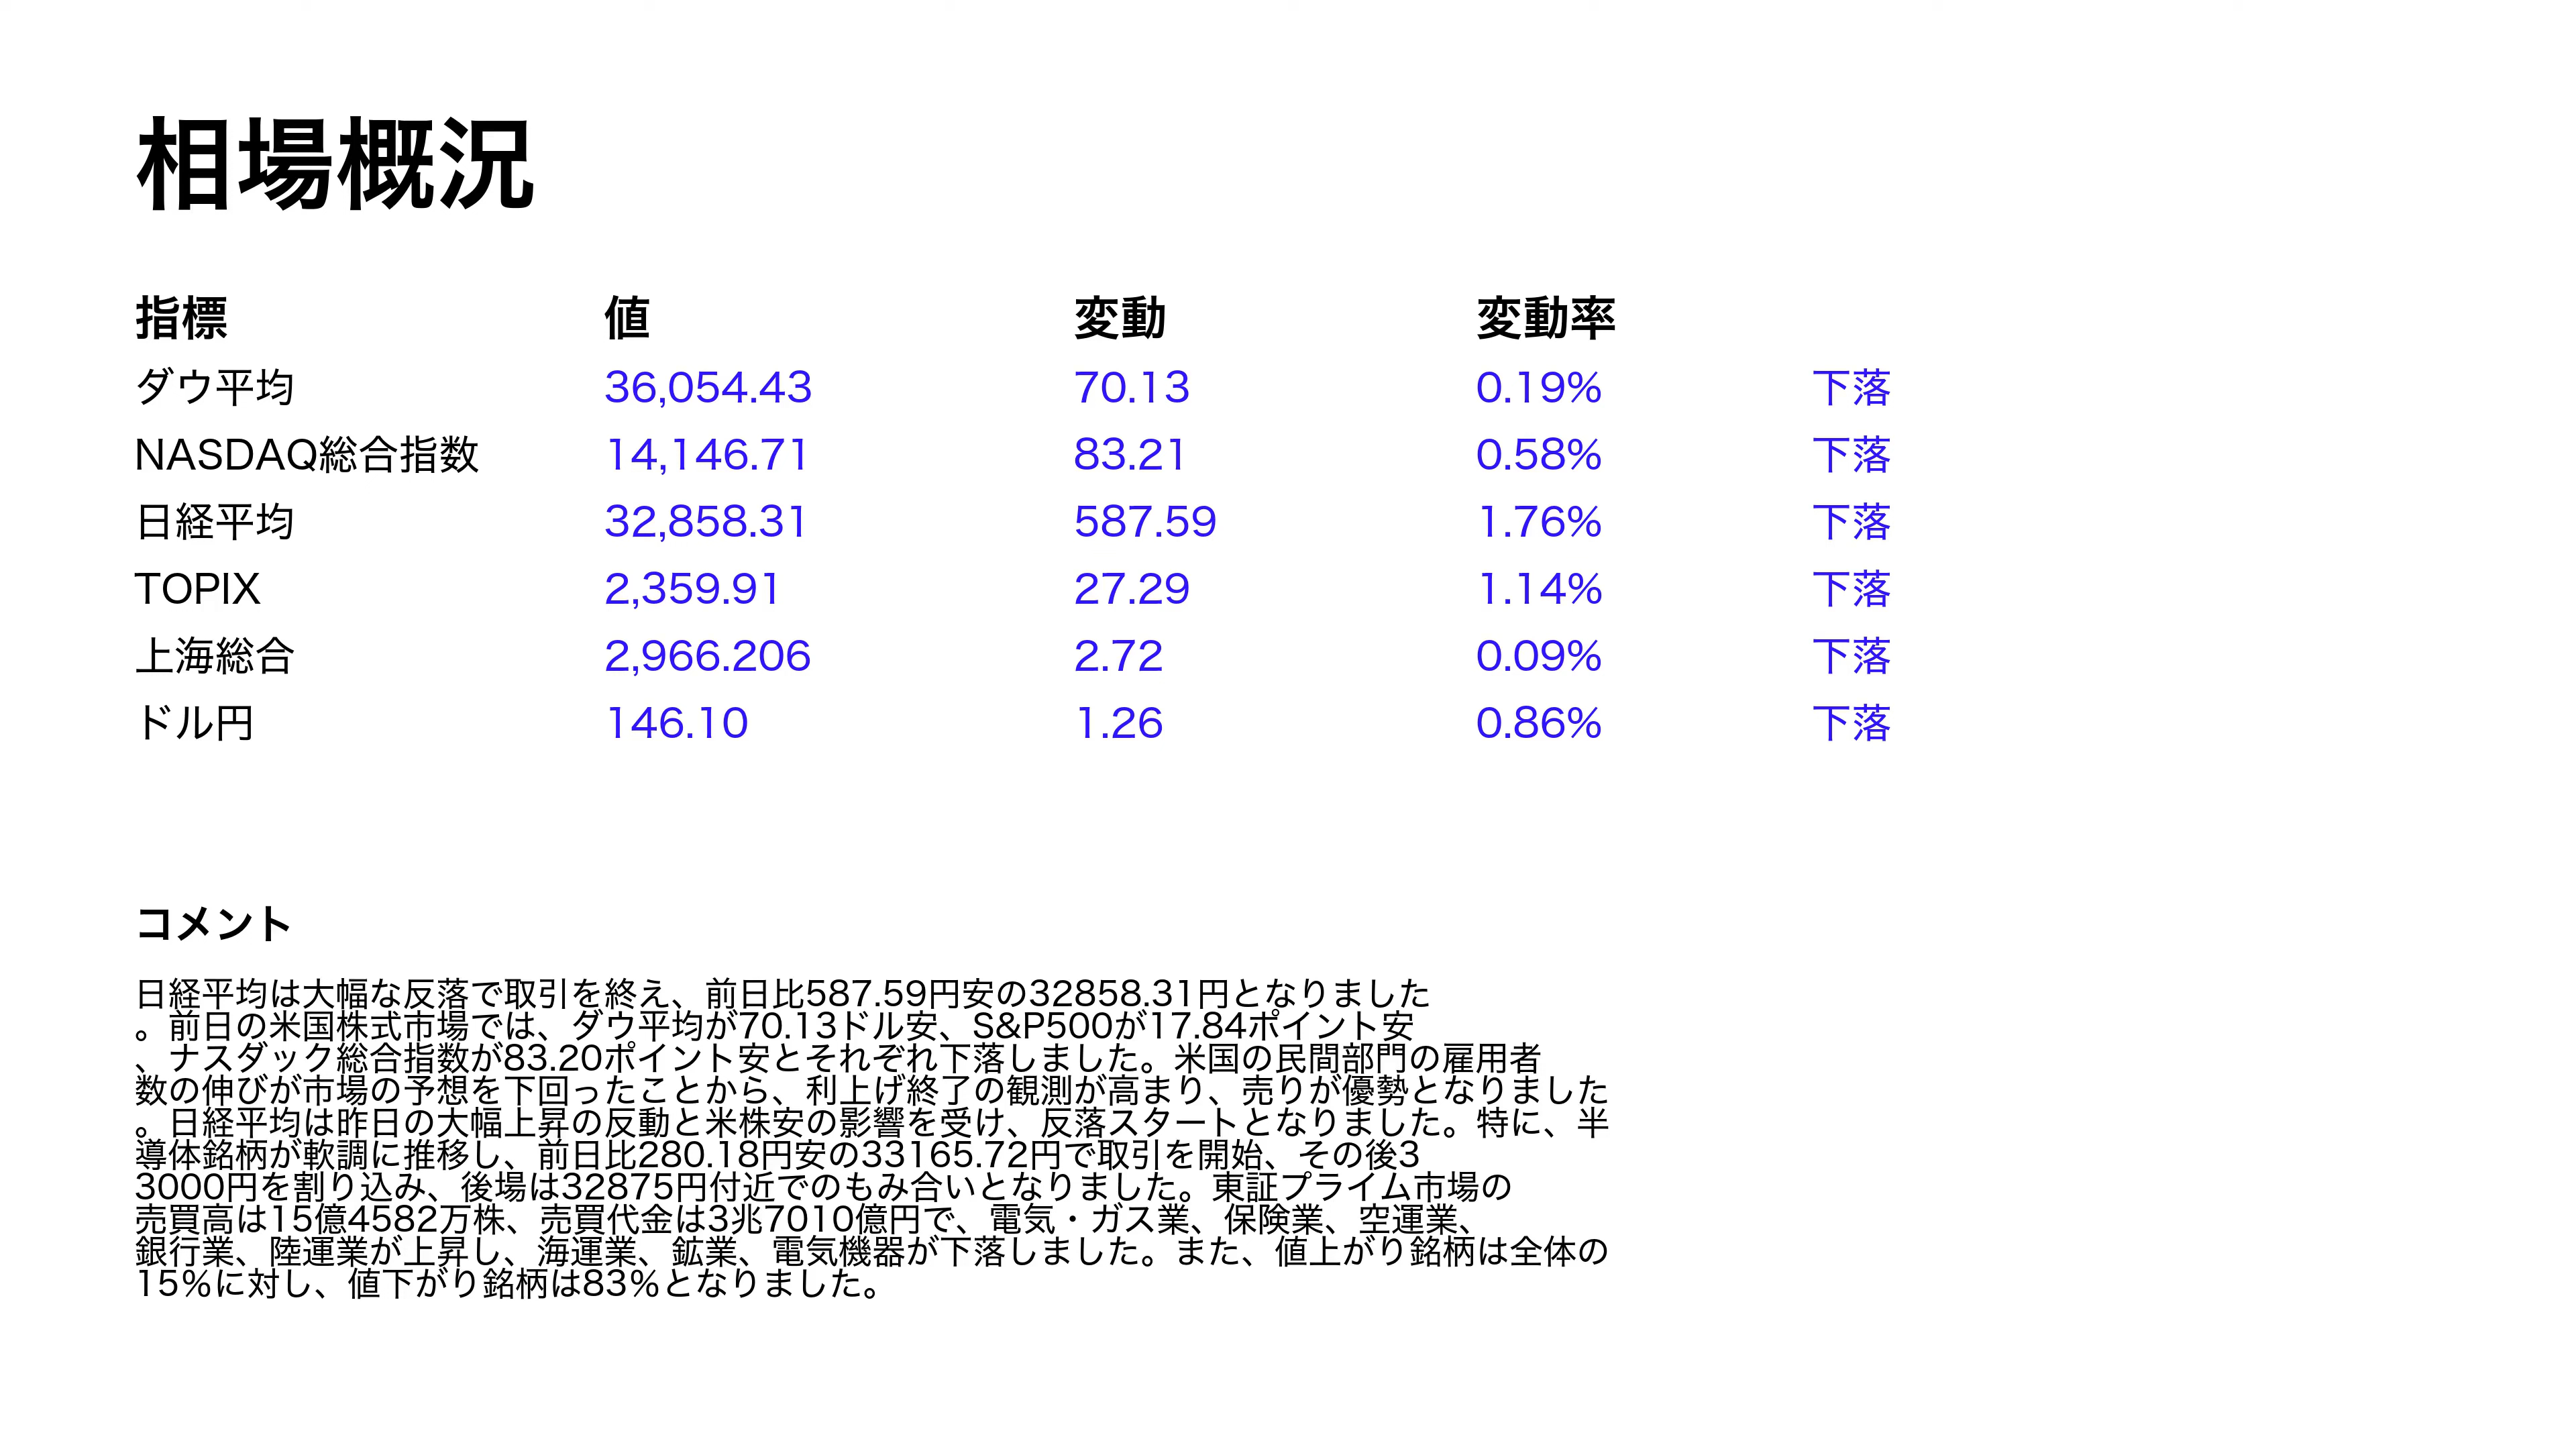 相場概況
指標 値 変動 変動率
ダウ平均 36,054.43 70.13 0.19% 下落
NASDAQ総合指数 14,146.71 83.21 0.58% 下落
日経平均 32,858.31 587.59 1.76% 下落
TOPIX 2,359.91 27.29 1.14% 下落
上海総合 2,966.206 2.72 0.09% 下落
ドル円 146.10 1.26 0.86% 下落
コメント
日経平均は大幅な反落で取引を終え、前日比587.59円安の32858.31円となりました
。前日の米国株式市場では、ダウ平均が70.13ドル安、S&P500が17.84ポイント安
、ナスダック総合指数が83.20ポイント安とそれぞれ下落しました。米国の民間部門の雇用者
数の伸びが市場の予想を下回ったことから、利上げ終了の観測が高まり、売りが優勢となりました
。日経平均は昨日の大幅上昇の反動と米株安の影響を受け、反落スタートとなりました。特に、半
導体銘柄が軟調に推移し、前日比280.18円安の33165.72円で取引を開始、その後3
3000円を割り込み、後場は32875円付近でのもみ合いとなりました。東証プライム市場の
売買高は15億4582万株、売買代金は3兆7010億円で、電気・ガス業、保険業、空運業、
銀行業、陸運業が上昇し、海運業、鉱業、電気機器が下落しました。また、値上がり銘柄は全体の
15%に対し、値下がり銘柄は83%となりました。